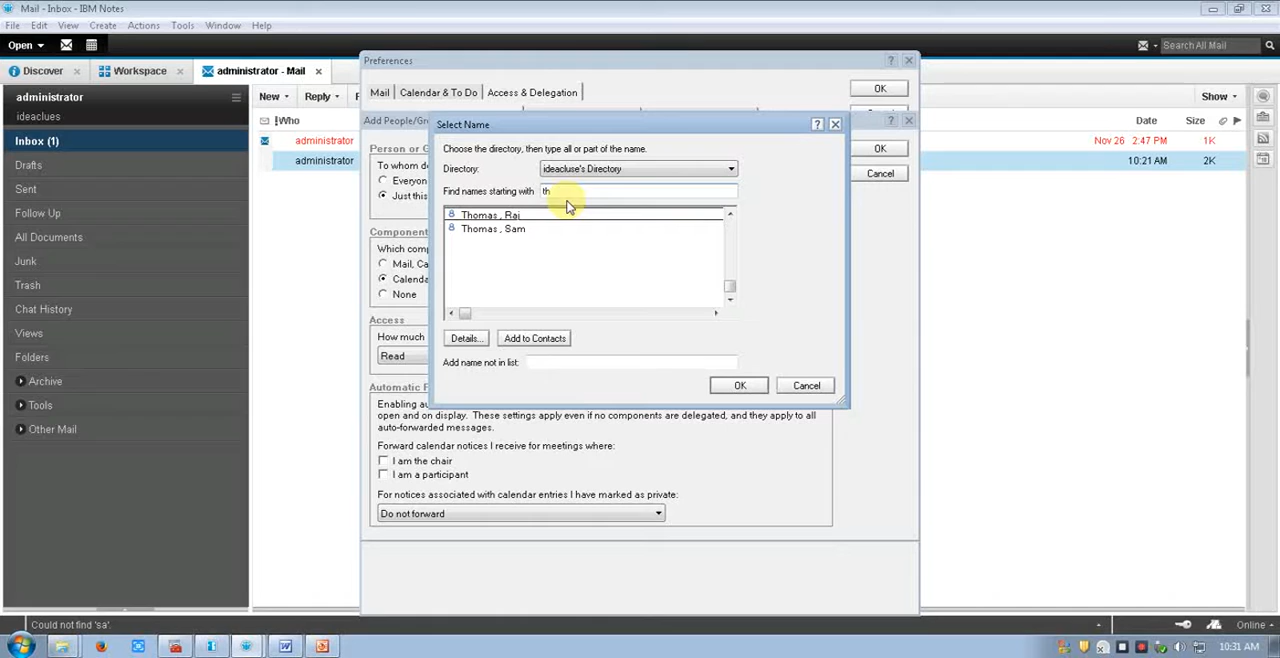 Mail - Inbox - IBM Notes
File Edit View Create Actions Tools Window Help
Open Search All Mail
Discover Workspace administrator - Mail
administrator
ideaclues
Inbox (1)
Drafts
Sent
Follow Up
All Documents
Junk
Trash
Chat History
Views
Folders
Archive
Tools
Other Mail
New Reply Show
!Who Date Size
administrator Nov 26 2:47 PM 1K
administrator 10:21 AM 2K
Preferences
Mail Calendar & To Do Access & Delegation OK
Add People/Gr
Person or G
To whom d
Everyon
Just this
OK
Cancel
Component
Which comp
Mail, Ca
Calenda
None
Access
How much
Read
Automatic F
Enabling au
open and on display. These settings apply even if no components are delegated, and they apply to all
auto-forwarded messages.
Forward calendar notices I receive for meetings where:
I am the chair
I am a participant
For notices associated with calendar entries I have marked as private:
Do not forward
Select Name
Choose the directory, then type all or part of the name.
Directory: ideacluse's Directory
Find names starting with th
Thomas , Raj
Thomas , Sam
Details... Add to Contacts
Add name not in list:
OK Cancel
Could not find 'sa'. Online
10:31 AM